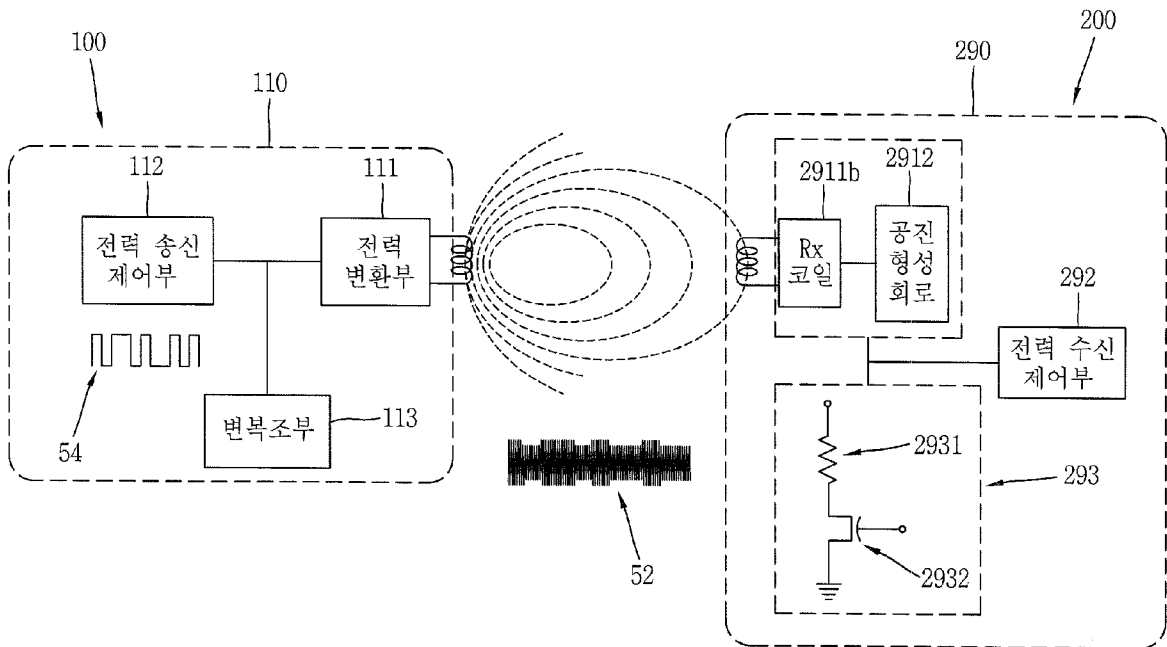 100
110
290
200
112
111
2911b
2912
전력 송신
제어부
전력
변환부
Rx
코일
공진
형성
회로
292
전력 수신
제어부
54
변복조부
113
52
2931
293
2932